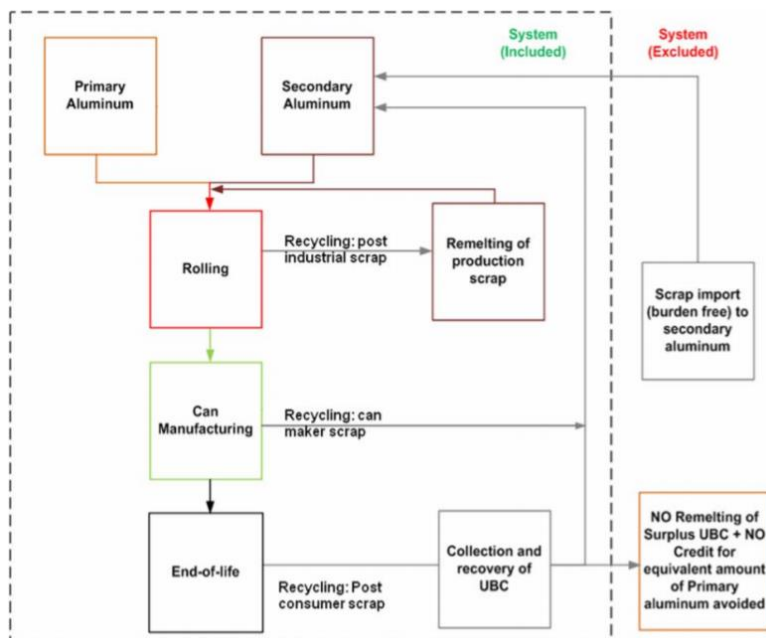 System
(Included)
System
(Excluded)
Primary
Aluminum
Secondary
Aluminum
Rolling
Recycling: post
industrial scrap
Remelting of
production
scrap
Scrap import
(burden free) to
secondary
aluminum
Can
Manufacturing
Recycling: can
maker scrap
End-of-life
Recycling: Post
consumer scrap
Collection and
recovery of
UBC
NO Remelting of
Surplus UBC + NO
Credit for
equivalent amount
of Primary
aluminum avoided